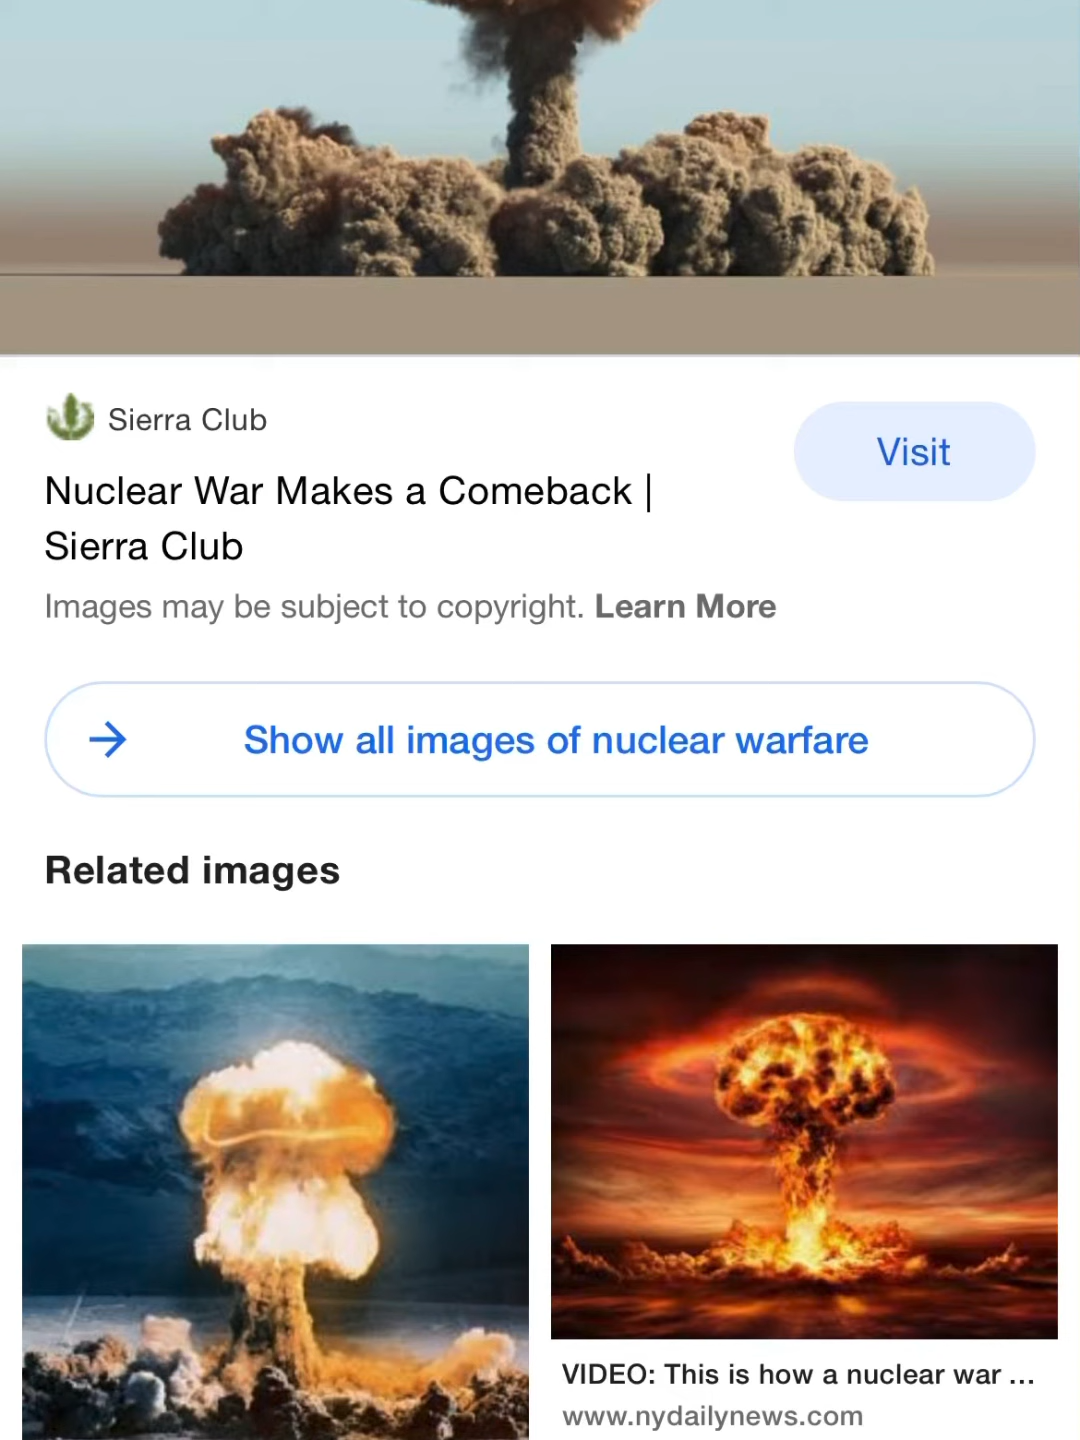 Sierra Club
Visit
Nuclear War Makes a Comeback |
Sierra Club
Images may be subject to copyright. Learn More
Show all images of nuclear warfare
Related images
VIDEO: This is how a nuclear war ...
www.nydailynews.com